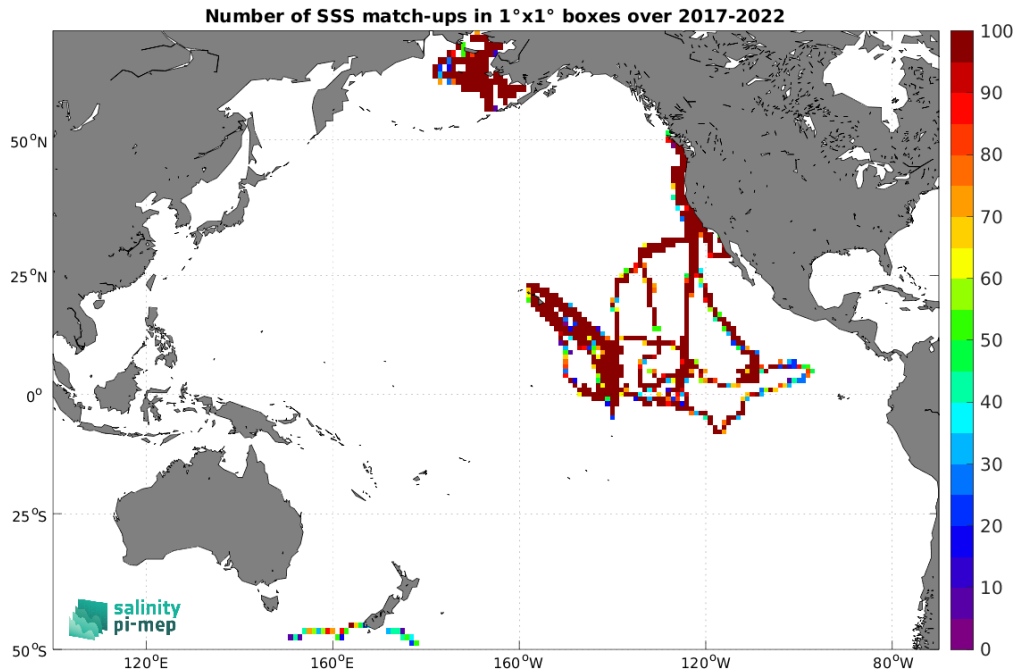 Number of SSS match-ups in 1°x1° boxes over 2017-2022
100
90
80
70
60
50
40
30
20
10
0
50°N
25°N
0°
25°S
50°S
120°E
160°E
160°W
120°W
80°W
salinity
pi-mep